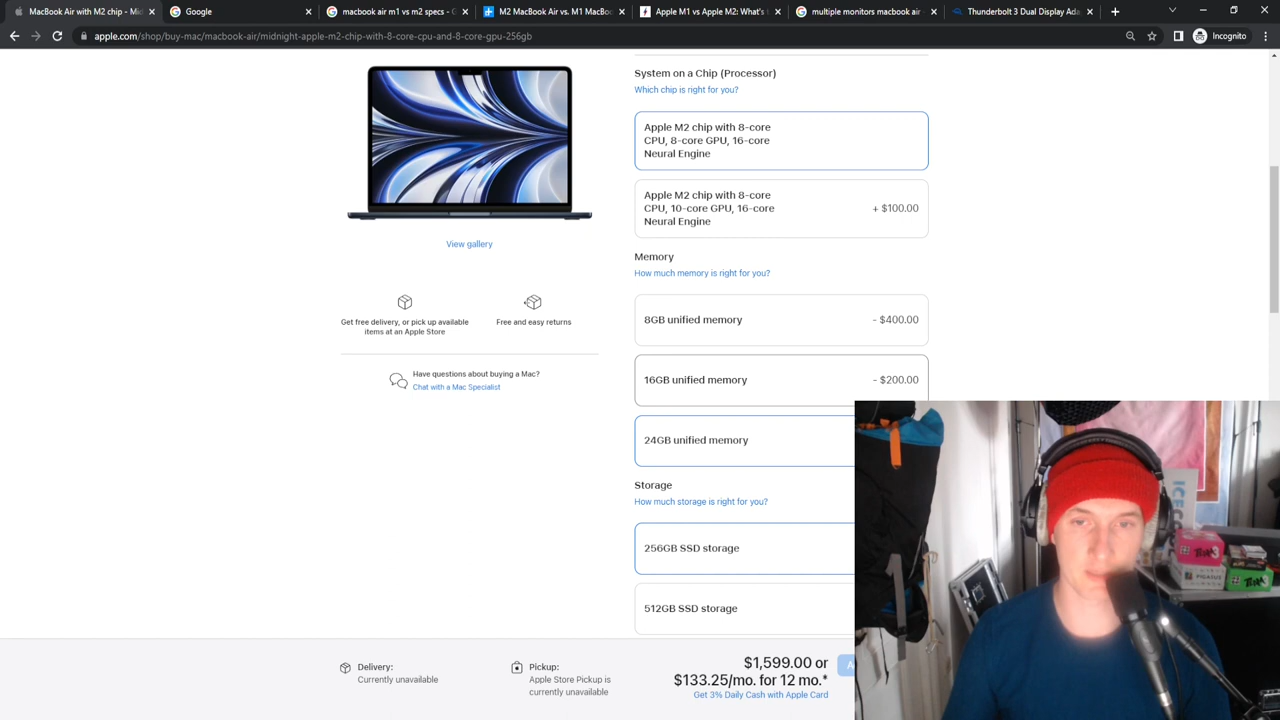 MacBook Air with M2 chip - Mid
Google
macbook air m1 vs m2 specs - G
M2 MacBook Air vs M1 MacBo
Apple M1 vs Apple M2: What's t
multiple monitors macbook air
Thunderbolt 3 Dual Display Ada
apple.com/shop/buy-mac/macbook-air/midnight-apple-m2-chip-with-8-core-cpu-and-8-core-gpu-256gb
Incognito
System on a Chip (Processor)
Which chip is right for you?
Apple M2 chip with 8-core
CPU, 8-core GPU, 16-core
Neural Engine
Apple M2 chip with 8-core
CPU, 10-core GPU, 16-core
Neural Engine
+ $100.00
View gallery
Memory
How much memory is right for you?
Get free delivery, or pick up available
items at an Apple Store
Free and easy returns
8GB unified memory
- $400.00
Have questions about buying a Mac?
Chat with a Mac Specialist
16GB unified memory
- $200.00
24GB unified memory
Storage
How much storage is right for you?
256GB SSD storage
512GB SSD storage
Delivery:
Currently unavailable
Pickup:
Apple Store Pickup is
currently unavailable
$1,599.00 or
$133.25/mo. for 12 mo.*
Get 3% Daily Cash with Apple Card
A